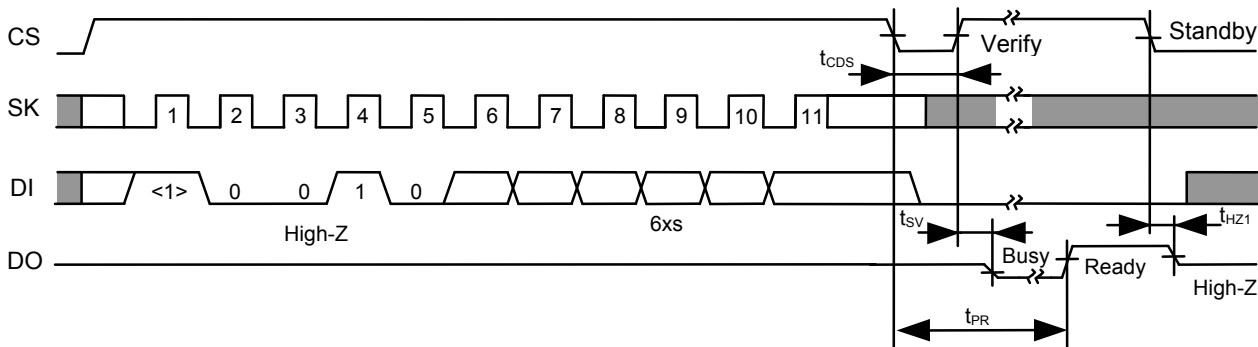 CS Verify Standby
tCDS
SK 1 2 3 4 5 6 7 8 9 10 11
DI <1> 0 0 1 0
High-Z 6xs tSV tHZ1
DO Busy Ready
High-Z
tPR